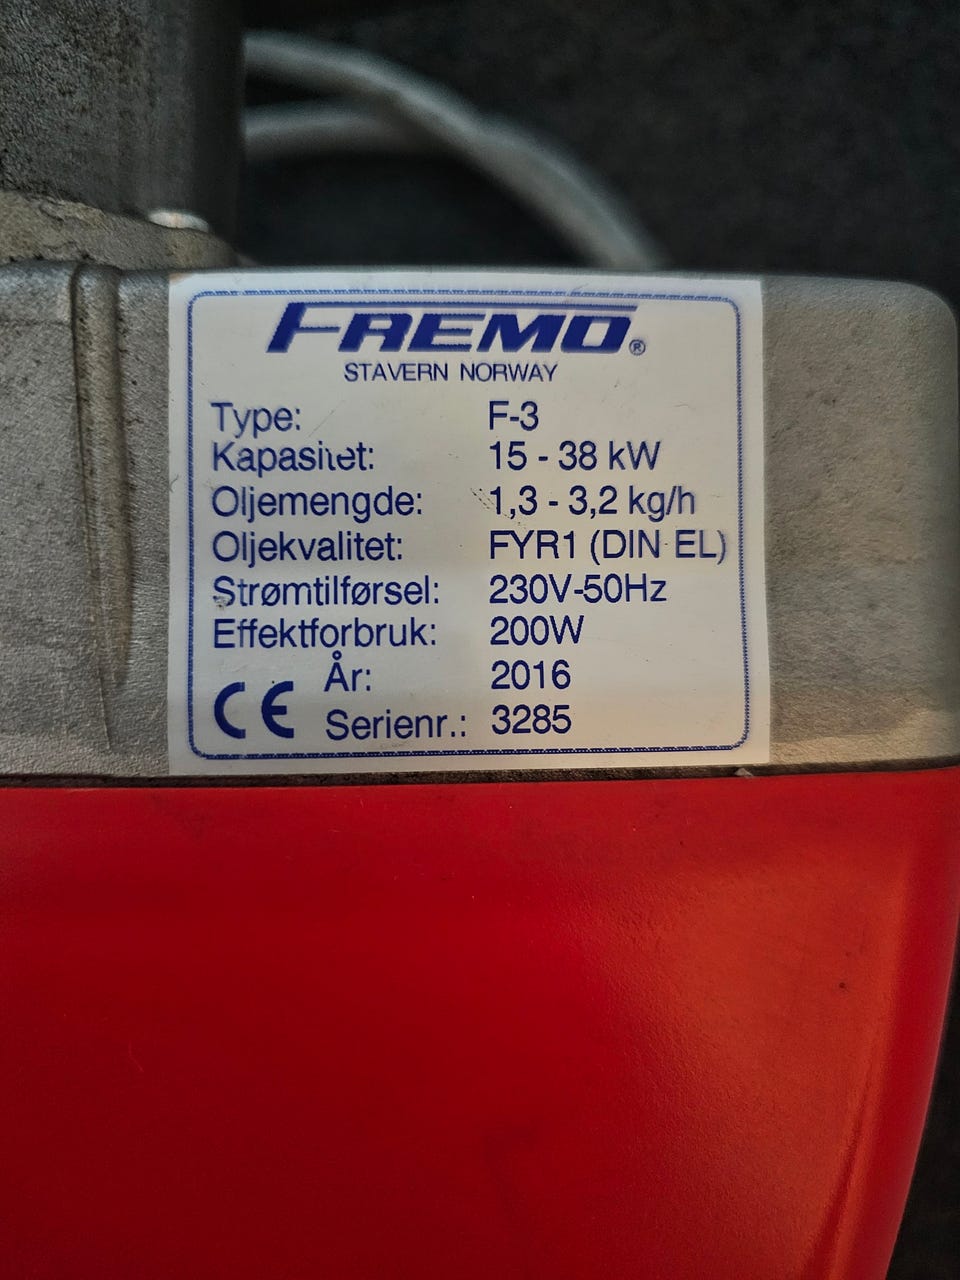 FREMO®
STAVERN NORWAY
Type: F-3
Kapasitet: 15 - 38 kW
Oljemengde: 1,3 - 3,2 kg/h
Oljekvalitet: FYR1 (DIN EL)
Strømtilførsel: 230V-50Hz
Effektforbruk: 200W
År: 2016
CE Serienr.: 3285